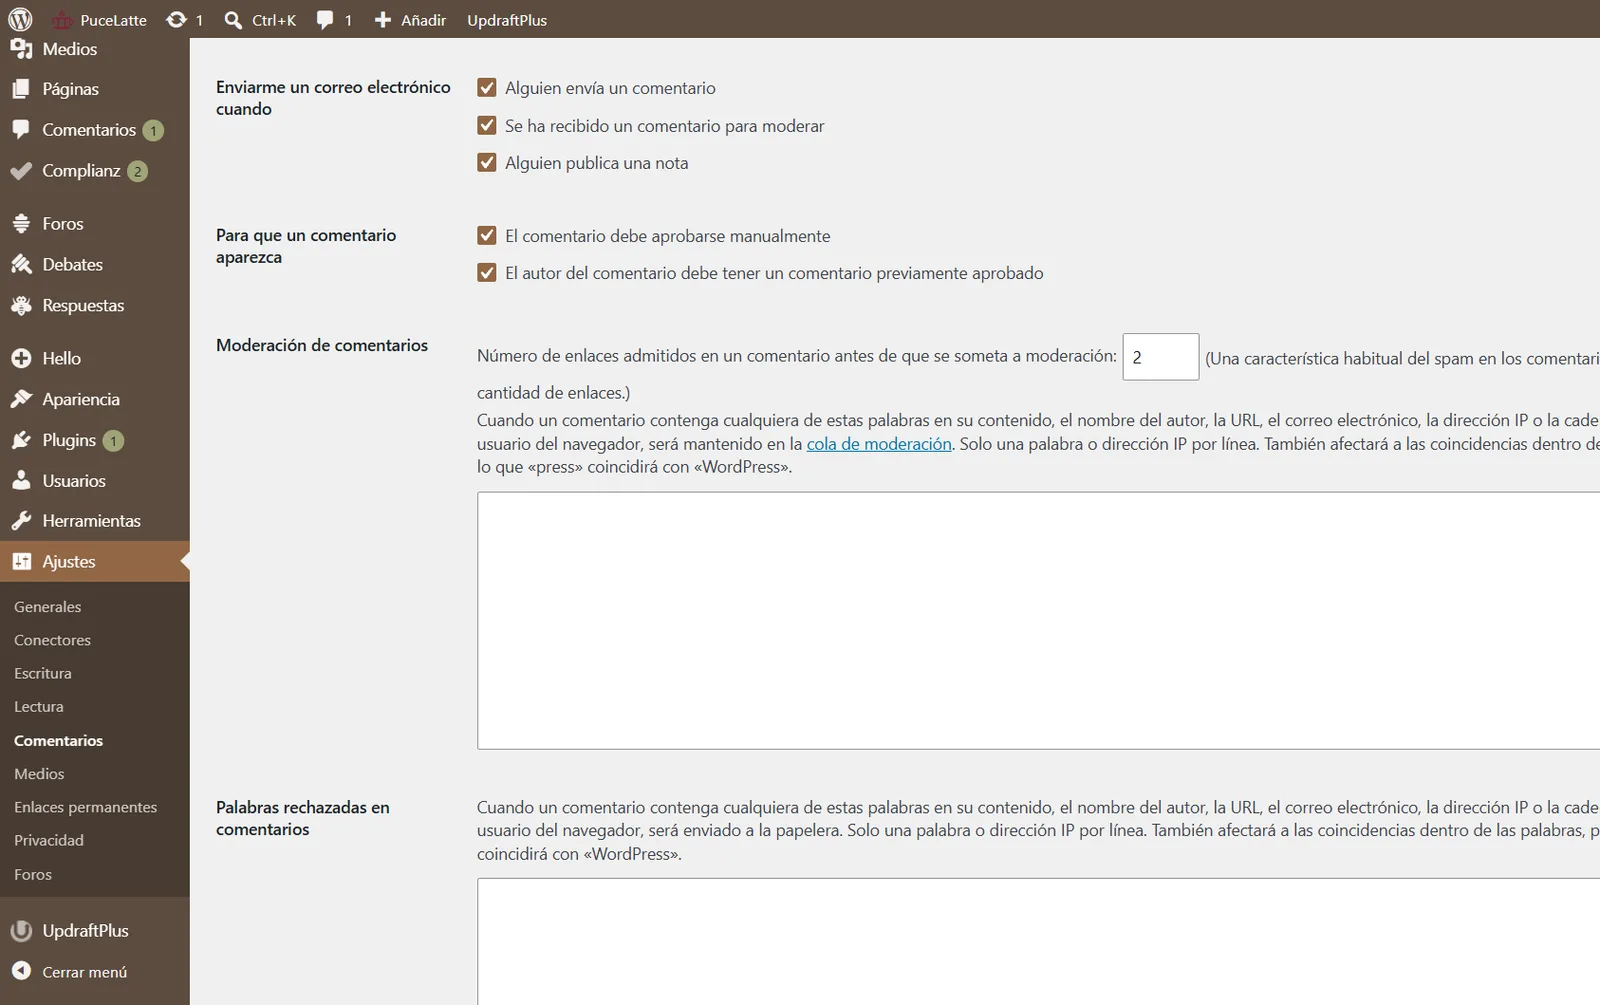 PuceLatte 1 Ctrl+K 1 Añadir UpdraftPlus
Medios
Páginas
Comentarios 1
Complianz 2
Foros
Debates
Respuestas
Hello
Apariencia
Plugins 1
Usuarios
Herramientas
Ajustes
Generales
Conectores
Escritura
Lectura
Comentarios
Medios
Enlaces permanentes
Privacidad
Foros
UpdraftPlus
Cerrar menú
Enviarme un correo electrónico
cuando
Alguien envía un comentario
Se ha recibido un comentario para moderar
Alguien publica una nota
Para que un comentario
aparezca
El comentario debe aprobarse manualmente
El autor del comentario debe tener un comentario previamente aprobado
Moderación de comentarios
Número de enlaces admitidos en un comentario antes de que se someta a moderación: 2 (Una característica habitual del spam en los comentari
cantidad de enlaces.)
Cuando un comentario contenga cualquiera de estas palabras en su contenido, el nombre del autor, la URL, el correo electrónico, la dirección IP o la cade
usuario del navegador, será mantenido en la cola de moderación. Solo una palabra o dirección IP por línea. También afectará a las coincidencias dentro de
lo que «press» coincidirá con «WordPress».
Palabras rechazadas en
comentarios
Cuando un comentario contenga cualquiera de estas palabras en su contenido, el nombre del autor, la URL, el correo electrónico, la dirección IP o la cade
usuario del navegador, será enviado a la papelera. Solo una palabra o dirección IP por línea. También afectará a las coincidencias dentro de las palabras, p
coincidirá con «WordPress».